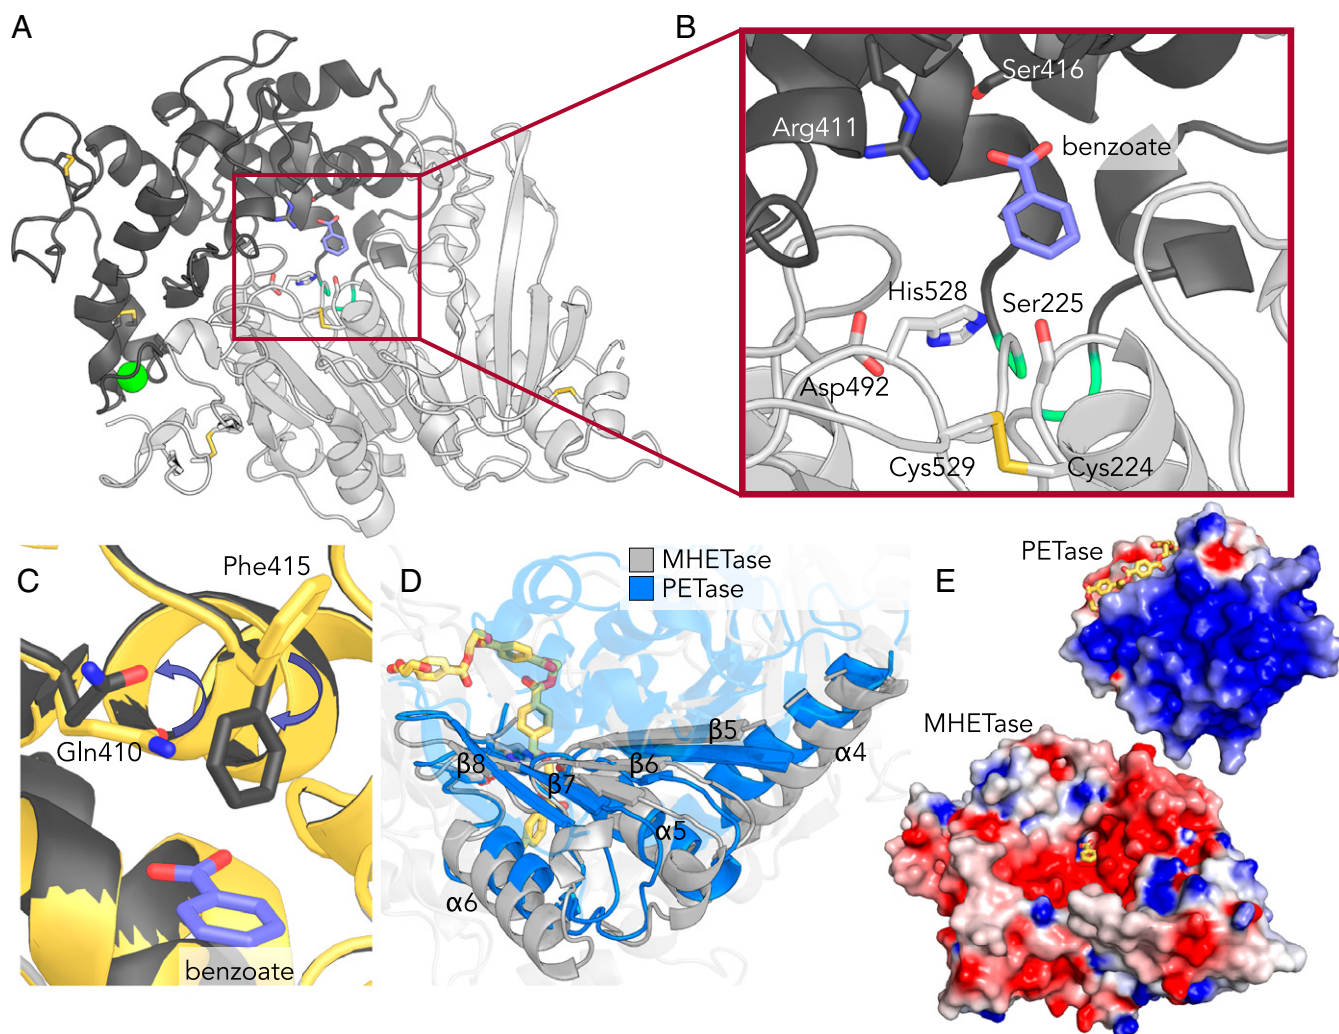 A
B
Ser416
Arg411
benzoate
His528
Ser225
Asp492
Cys529
Cys224
C
Phe415
Gln410
benzoate
D
MHETase
PETase
β5
β8
β6
α4
β7
α5
α6
E
PETase
MHETase